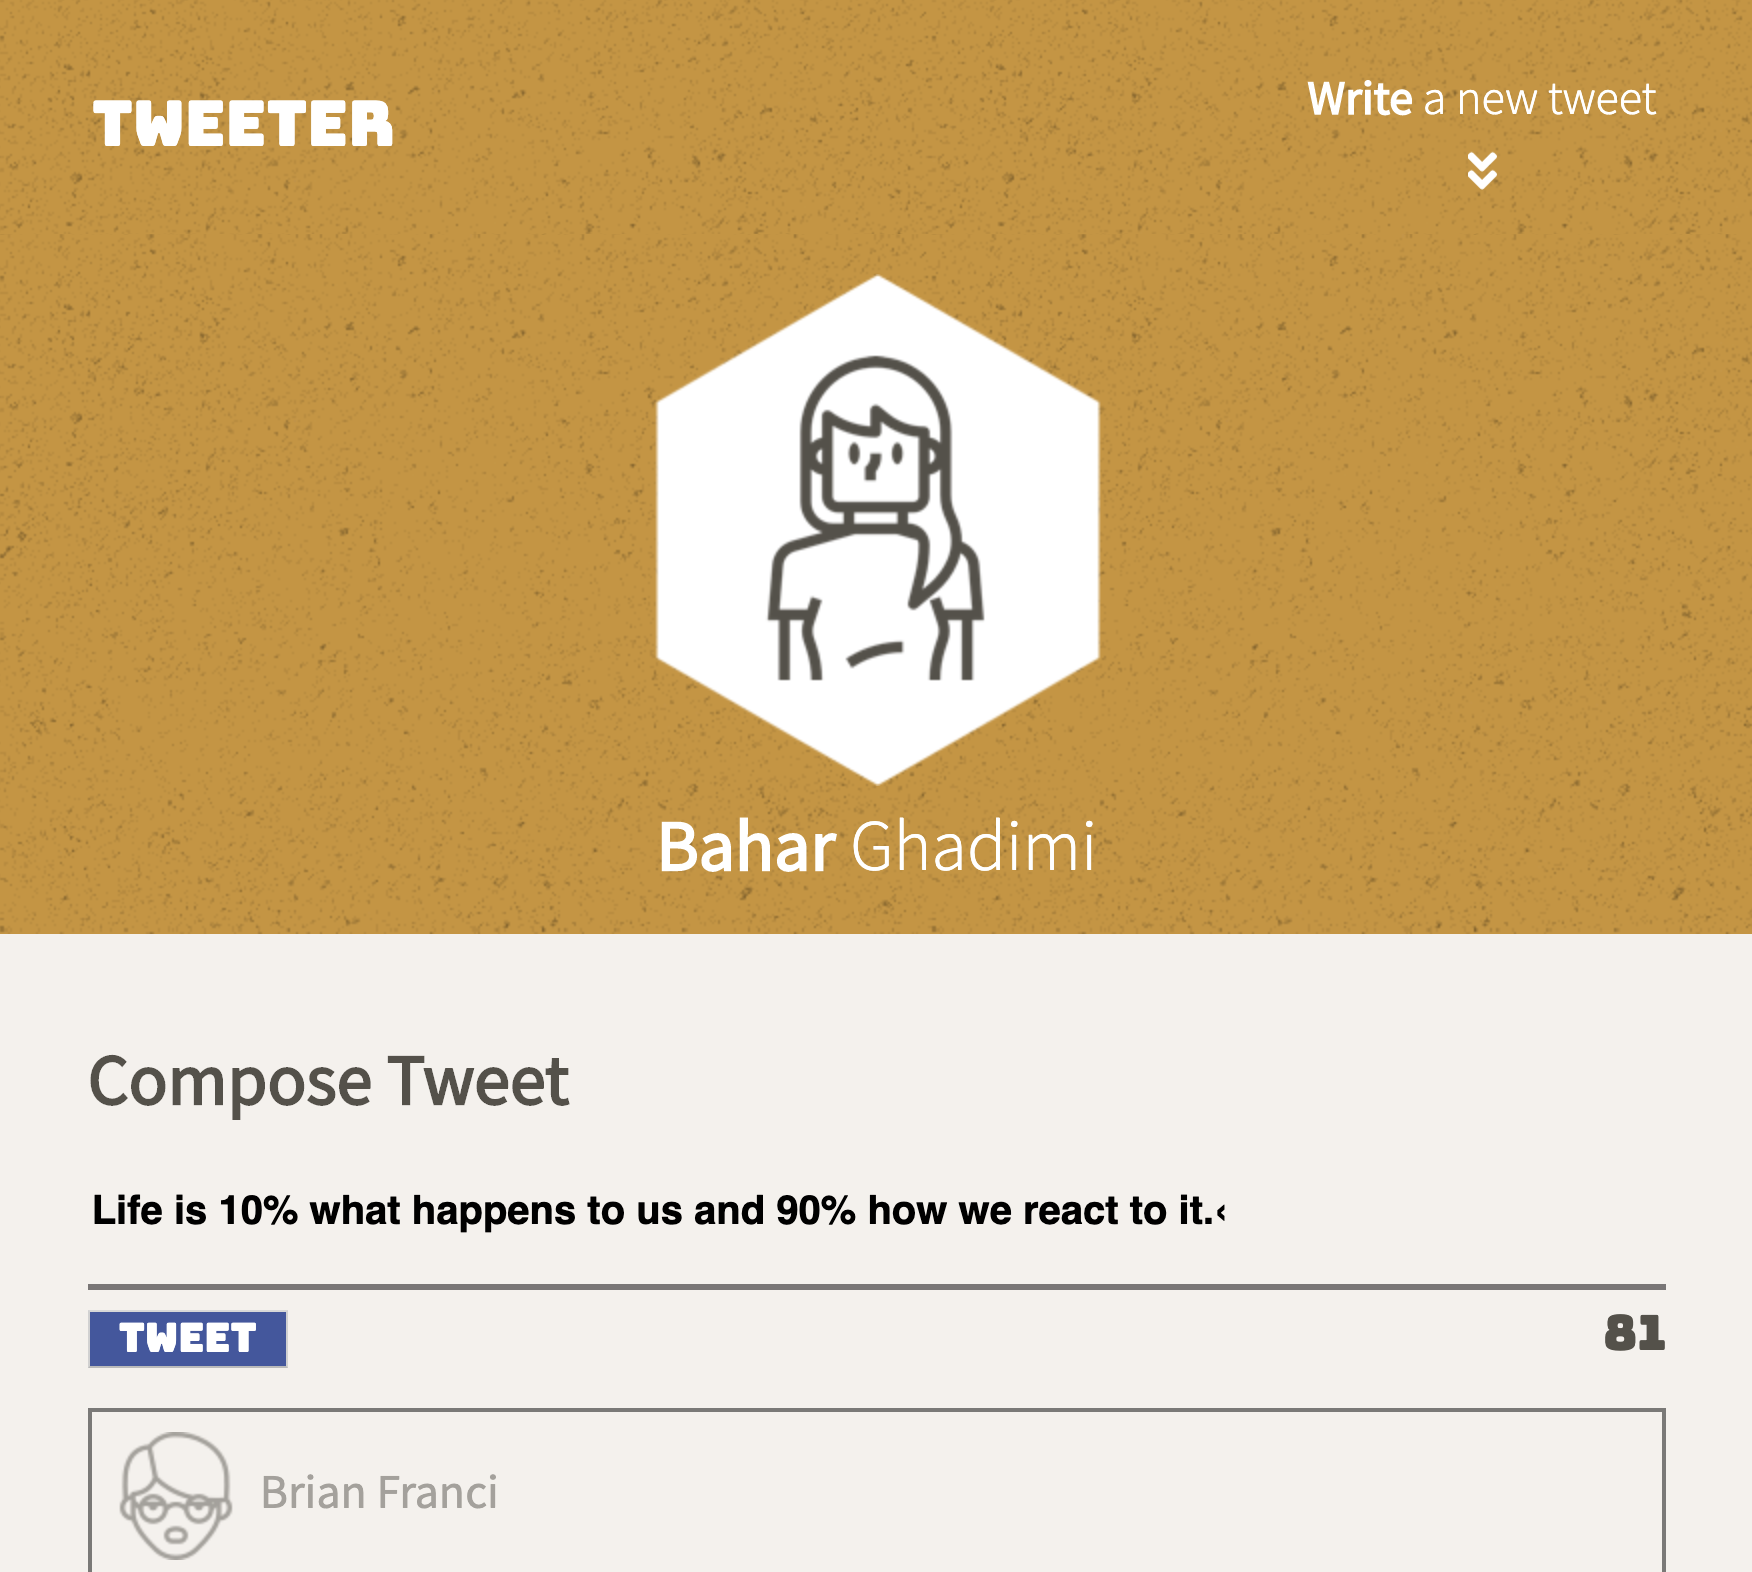 TWEETER
Write a new tweet
Bahar Ghadimi
Compose Tweet
Life is 10% what happens to us and 90% how we react to it.‹
TWEET
81
Brian Franci